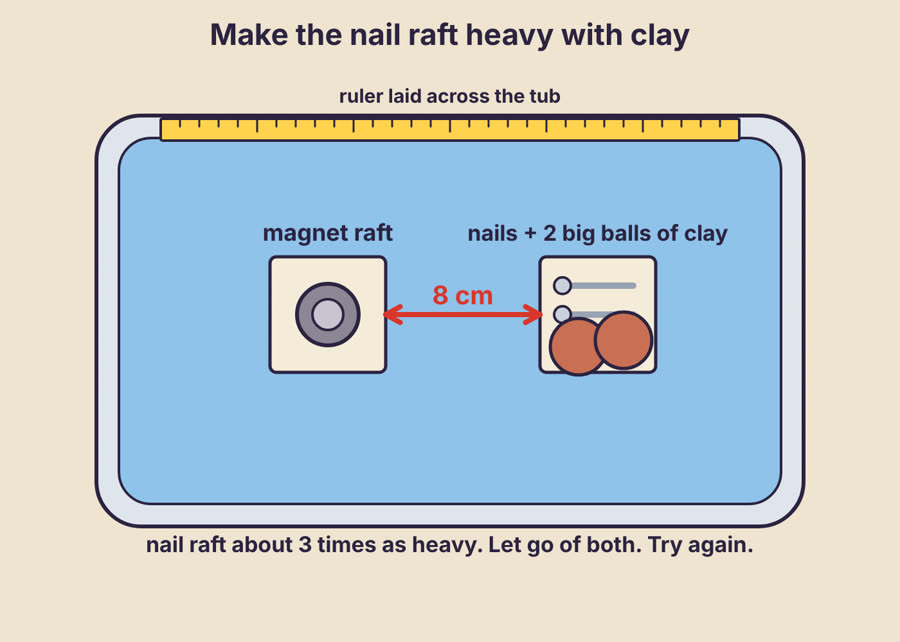 Make the nail raft heavy with clay
ruler laid across the tub
magnet raft
nails + 2 big balls of clay
8 cm
nail raft about 3 times as heavy. Let go of both. Try again.